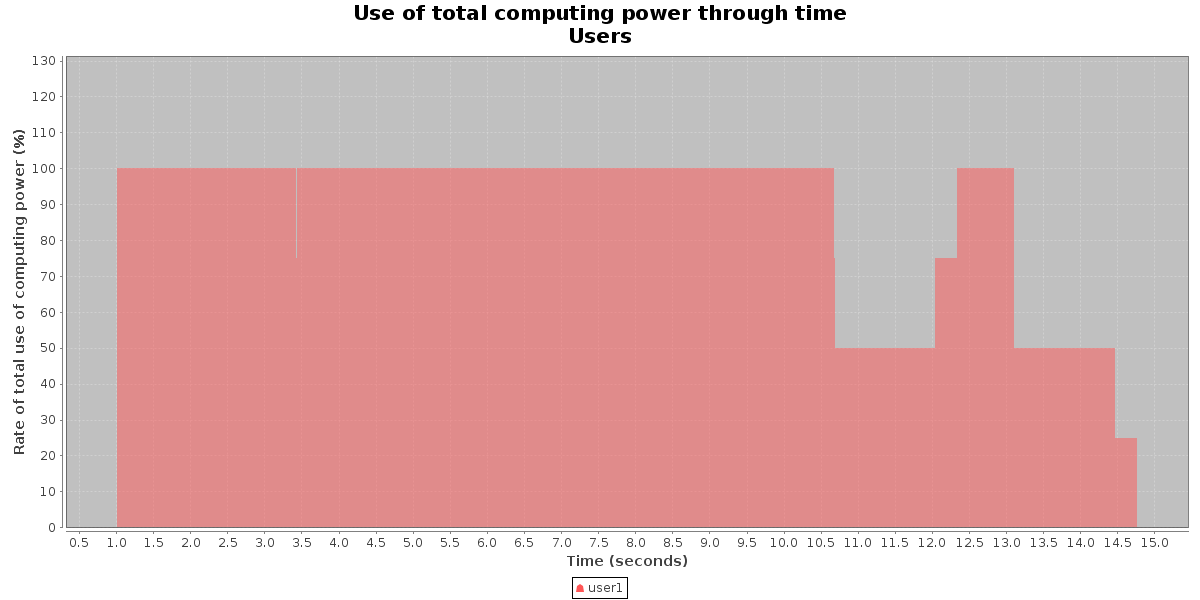 Use of total computing power through time
Users
Rate of total use of computing power (%)
130
120
110
100
90
80
70
60
50
40
30
20
10
0
0.5 1.0 1.5 2.0 2.5 3.0 3.5 4.0 4.5 5.0 5.5 6.0 6.5 7.0 7.5 8.0 8.5 9.0 9.5 10.0 10.5 11.0 11.5 12.0 12.5 13.0 13.5 14.0 14.5 15.0
Time (seconds)
user1